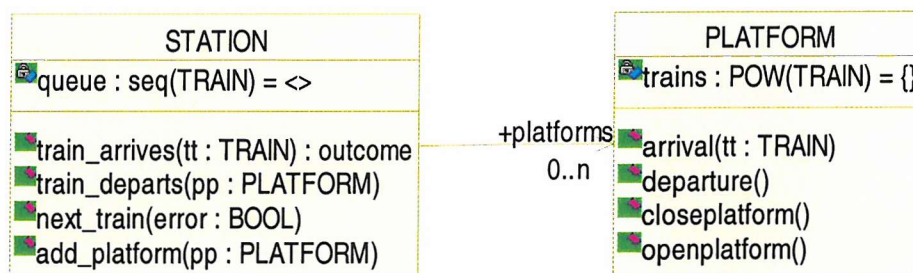 STATION
queue : seq(TRAIN) = <>
train_arrives(tt : TRAIN) : outcome
train_departs(pp : PLATFORM)
next_train(error : BOOL)
add_platform(pp : PLATFORM)
+platforms
0..n
PLATFORM
trains : POW(TRAIN) = {}
arrival(tt : TRAIN)
departure()
closeplatform()
openplatform()